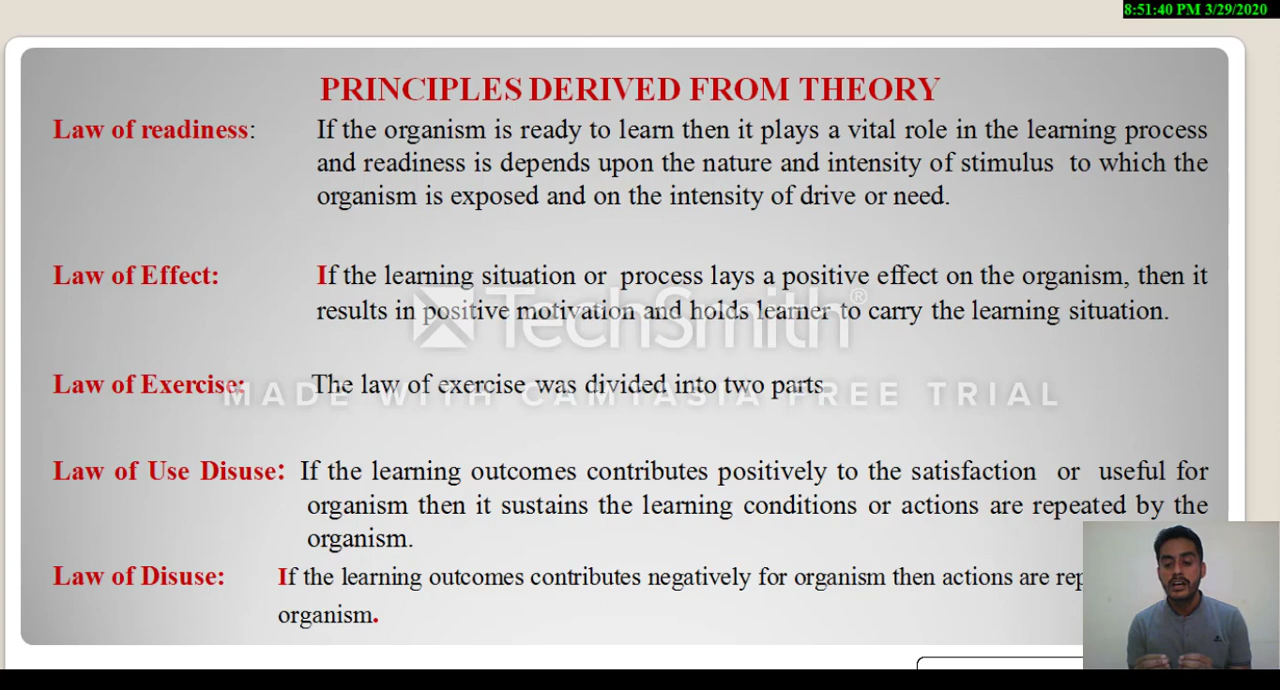 8:51:40 PM 3/29/2020
PRINCIPLES DERIVED FROM THEORY
Law of readiness: If the organism is ready to learn then it plays a vital role in the learning process
and readiness is depends upon the nature and intensity of stimulus to which the
organism is exposed and on the intensity of drive or need.
Law of Effect: If the learning situation or process lays a positive effect on the organism, then it
results in positive motivation and holds learner to carry the learning situation.
TechSmith®
Law of Exercise: The law of exercise was divided into two parts
MADE WITH CAMTASIA FREE TRIAL
Law of Use Disuse: If the learning outcomes contributes positively to the satisfaction or useful for
organism then it sustains the learning conditions or actions are repeated by the
organism.
Law of Disuse: If the learning outcomes contributes negatively for organism then actions are
organism.